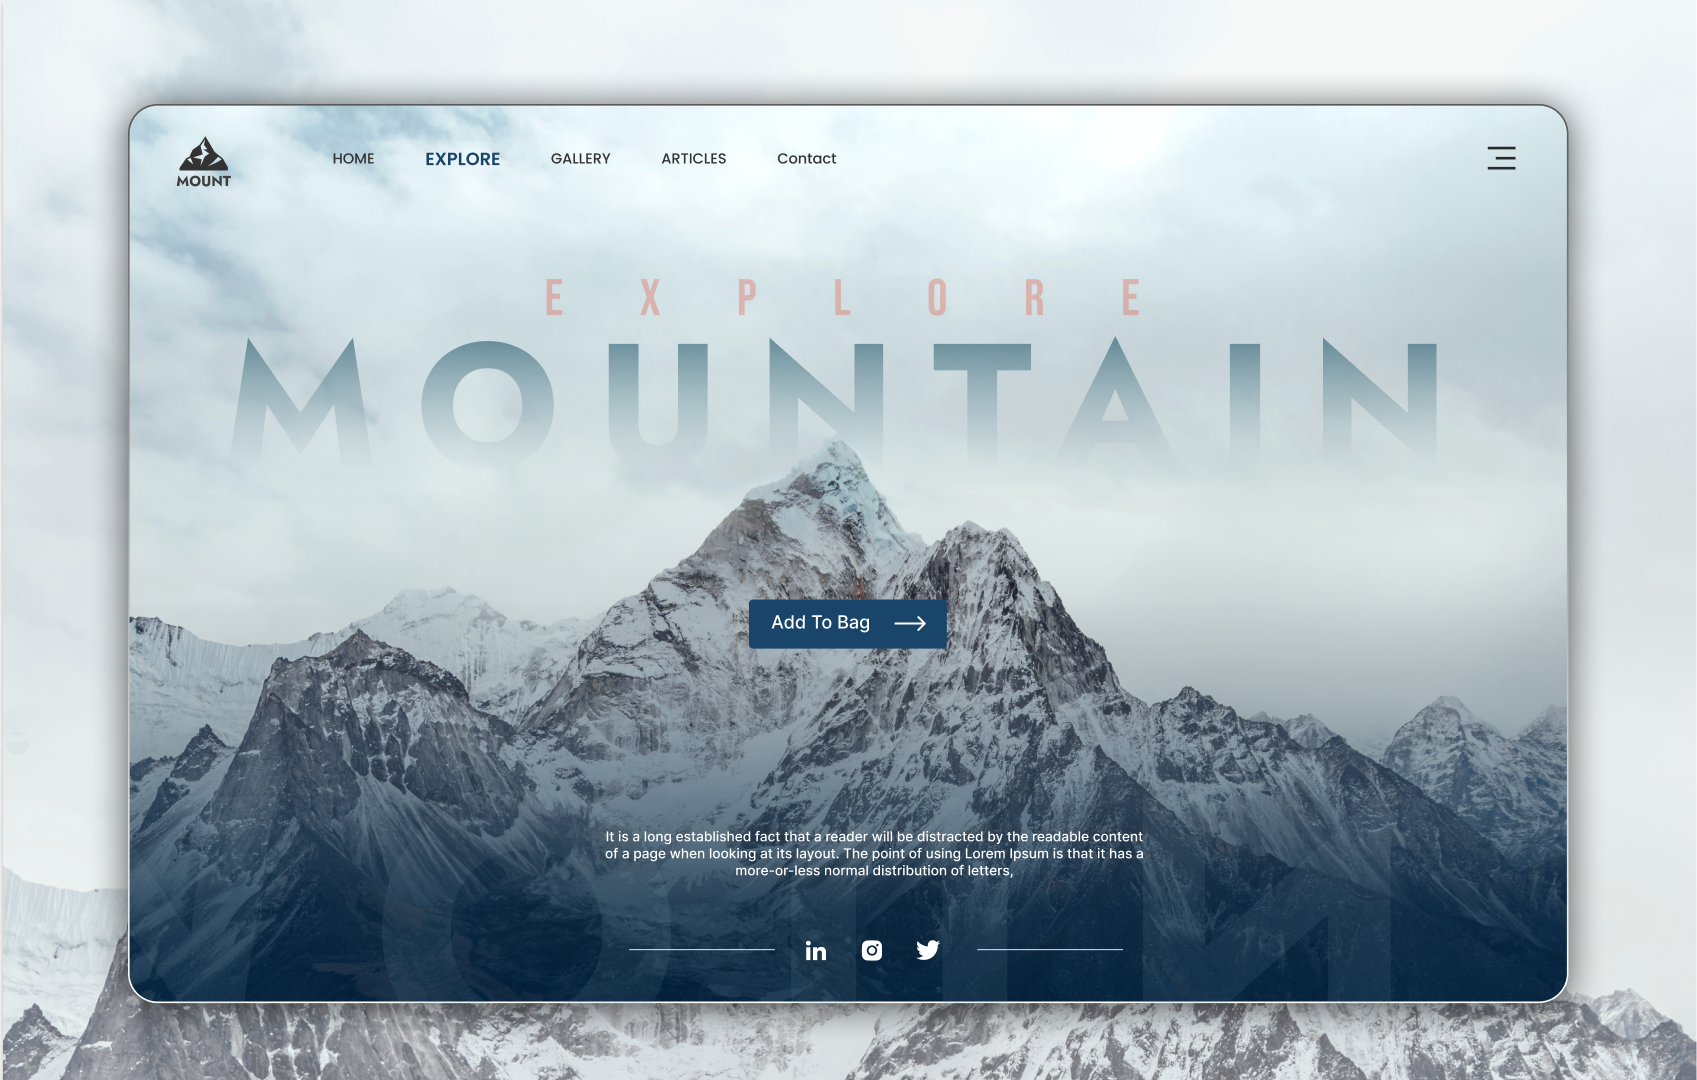 MOUNT
HOME EXPLORE GALLERY ARTICLES Contact
EXPLORE
MOUNTAIN
Add To Bag
It is a long established fact that a reader will be distracted by the readable content
of a page when looking at its layout. The point of using Lorem Ipsum is that it has a
more-or-less normal distribution of letters,
in
MOUN